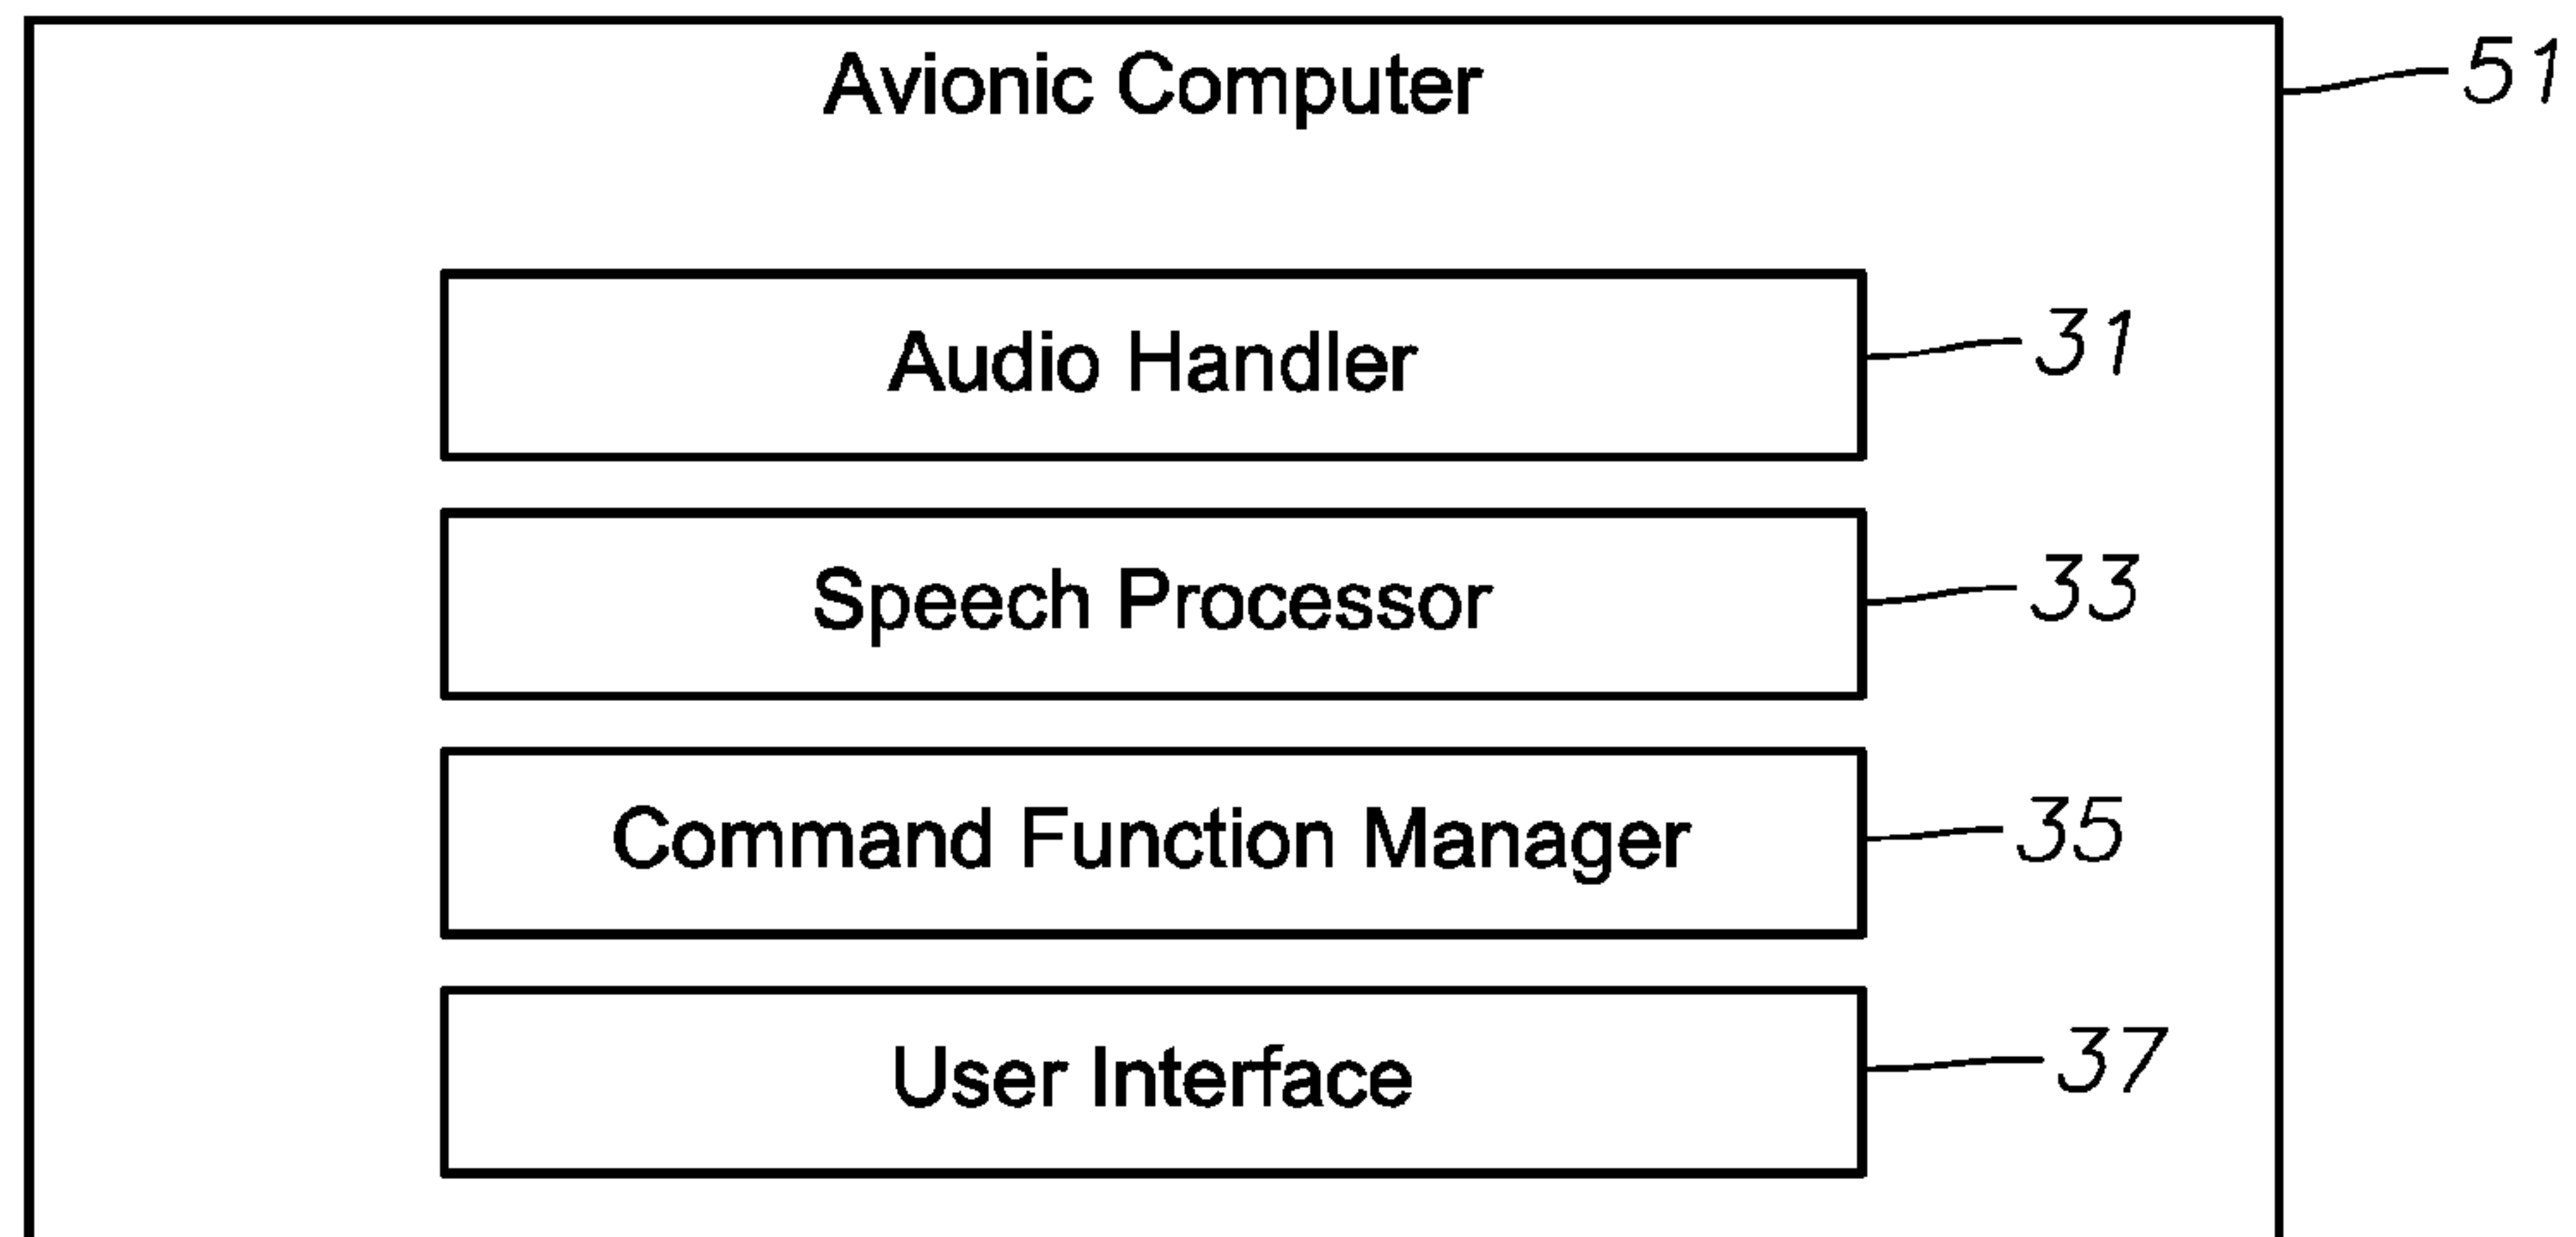 Avionic Computer 51
Audio Handler 31
Speech Processor 33
Command Function Manager 35
User Interface 37